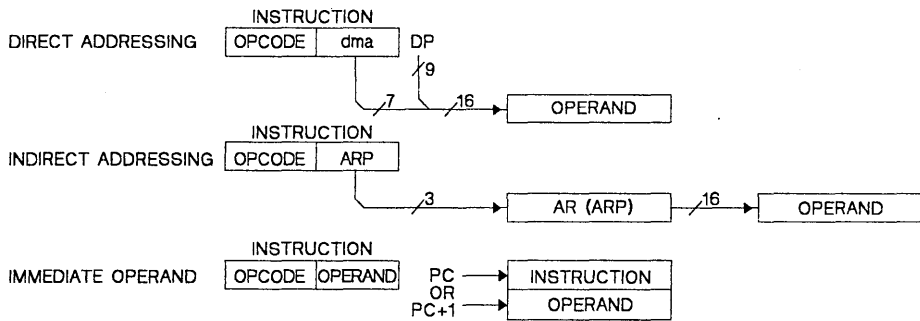 INSTRUCTION
DIRECT ADDRESSING OPCODE dma DP
9
7 16 OPERAND
INSTRUCTION
INDIRECT ADDRESSING OPCODE ARP
3 AR (ARP) 16 OPERAND
INSTRUCTION
IMMEDIATE OPERAND OPCODE OPERAND PC INSTRUCTION
OR
PC+1 OPERAND